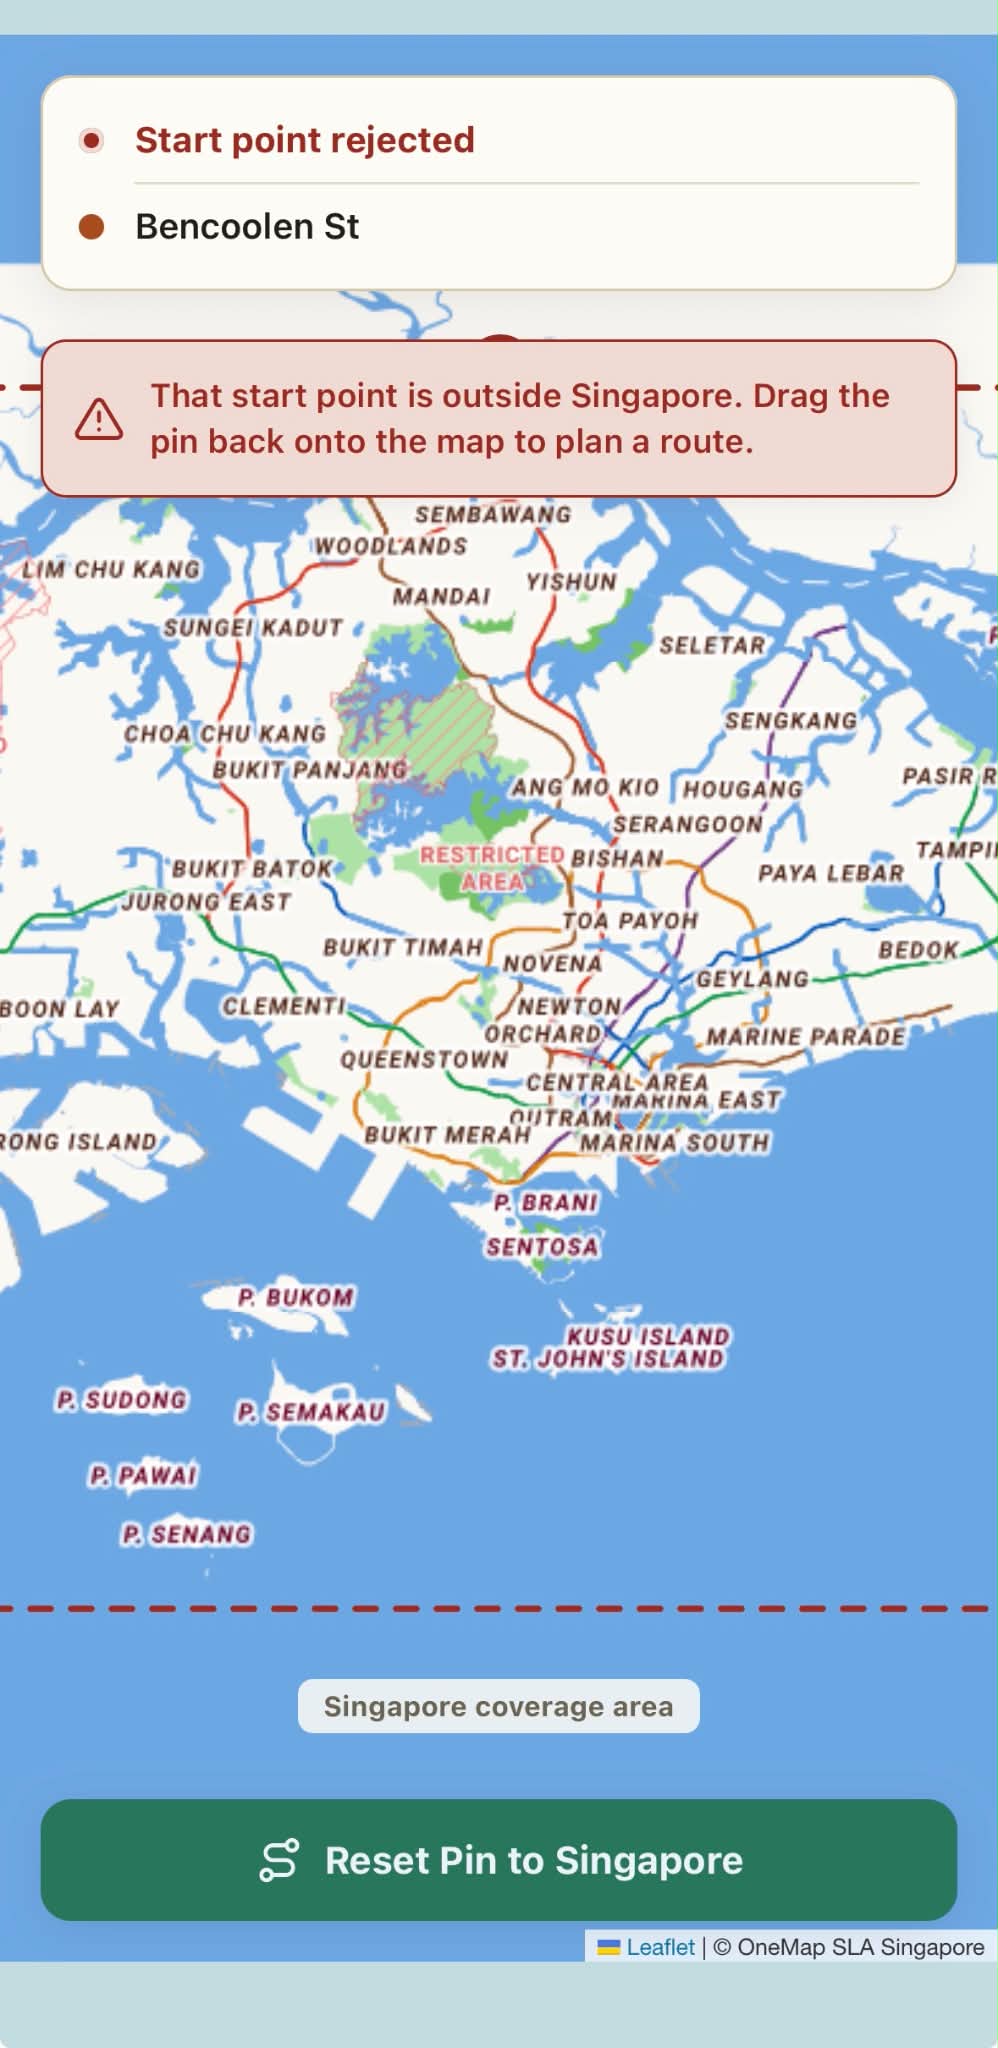 Start point rejected
Bencoolen St
That start point is outside Singapore. Drag the
pin back onto the map to plan a route.
SEMBAWANG
WOODLANDS
LIM CHU KANG
MANDAI
YISHUN
SUNGEI KADUT
SELETAR
SENGKANG
CHOA CHU KANG
BUKIT PANJANG
PASIR R
ANG MO KIO
HOUGANG
SERANGOON
TAMPI
RESTRICTED
AREA
BISHAN
BUKIT BATOK
PAYA LEBAR
JURONG EAST
TOA PAYOH
BUKIT TIMAH
BEDOK
NOVENA
GEYLANG
BOON LAY
CLEMENTI
NEWTON
ORCHARD
MARINE PARADE
QUEENSTOWN
CENTRAL AREA
MARINA EAST
OUTRAM
BUKIT MERAH
RONG ISLAND
MARINA SOUTH
P. BRANI
SENTOSA
P. BUKOM
KUSU ISLAND
ST. JOHN'S ISLAND
P. SUDONG
P. SEMAKAU
P. PAWAI
P. SENANG
Singapore coverage area
Reset Pin to Singapore
Leaflet | © OneMap SLA Singapore